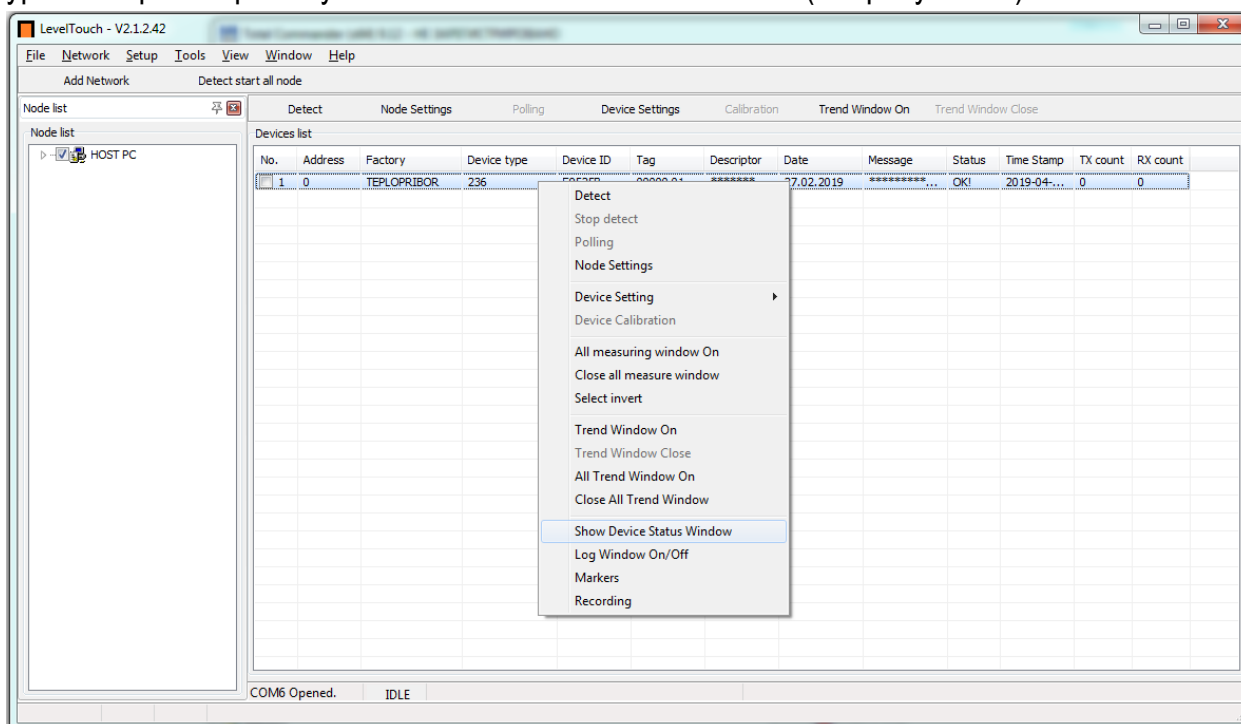 LevelTouch - V2.1.2.42
File Network Setup Tools View Window Help
Add Network Detect start all node
Node list
Detect Node Settings Polling Device Settings Calibration Trend Window On Trend Window Close
Node list
HOST PC
Devices list
No. Address Factory Device type Device ID Tag Descriptor Date Message Status Time Stamp TX count RX count
1 0 TEPLOPRIBOR 236 27.02.2019 *********... OK! 2019-04-... 0 0
Detect
Stop detect
Polling
Node Settings
Device Setting
Device Calibration
All measuring window On
Close all measure window
Select invert
Trend Window On
Trend Window Close
All Trend Window On
Close All Trend Window
Show Device Status Window
Log Window On/Off
Markers
Recording
COM6 Opened. IDLE